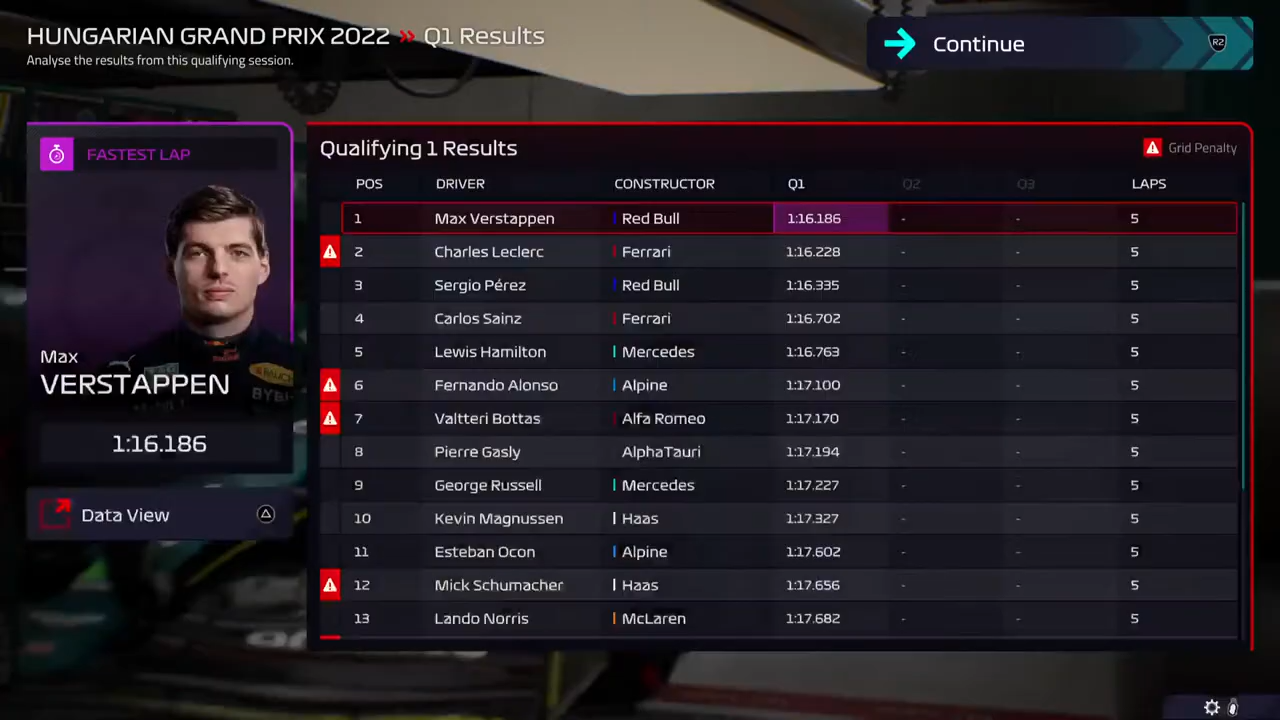 HUNGARIAN GRAND PRIX 2022 » Q1 Results
Analyse the results from this qualifying session.
Continue
R2
FASTEST LAP
Max
VERSTAPPEN
1:16.186
Data View
Qualifying 1 Results
Grid Penalty
POS DRIVER CONSTRUCTOR Q1 Q2 Q3 LAPS
1 Max Verstappen Red Bull 1:16.186 - - 5
2 Charles Leclerc Ferrari 1:16.228 - - 5
3 Sergio Pérez Red Bull 1:16.335 - - 5
4 Carlos Sainz Ferrari 1:16.702 - - 5
5 Lewis Hamilton Mercedes 1:16.763 - - 5
6 Fernando Alonso Alpine 1:17.100 - - 5
7 Valtteri Bottas Alfa Romeo 1:17.170 - - 5
8 Pierre Gasly AlphaTauri 1:17.194 - - 5
9 George Russell Mercedes 1:17.227 - - 5
10 Kevin Magnussen Haas 1:17.327 - - 5
11 Esteban Ocon Alpine 1:17.602 - - 5
12 Mick Schumacher Haas 1:17.656 - - 5
13 Lando Norris McLaren 1:17.682 - - 5